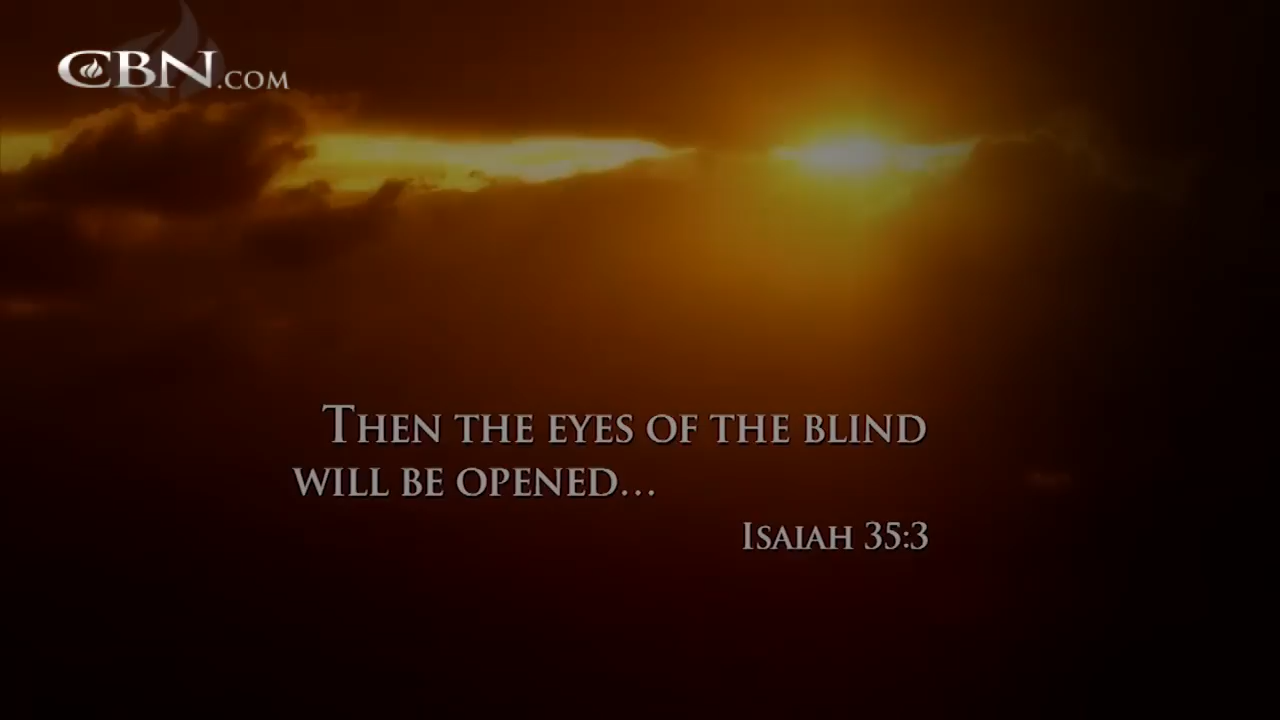 CBN.COM
THEN THE EYES OF THE BLIND
WILL BE OPENED...
ISAIAH 35:3